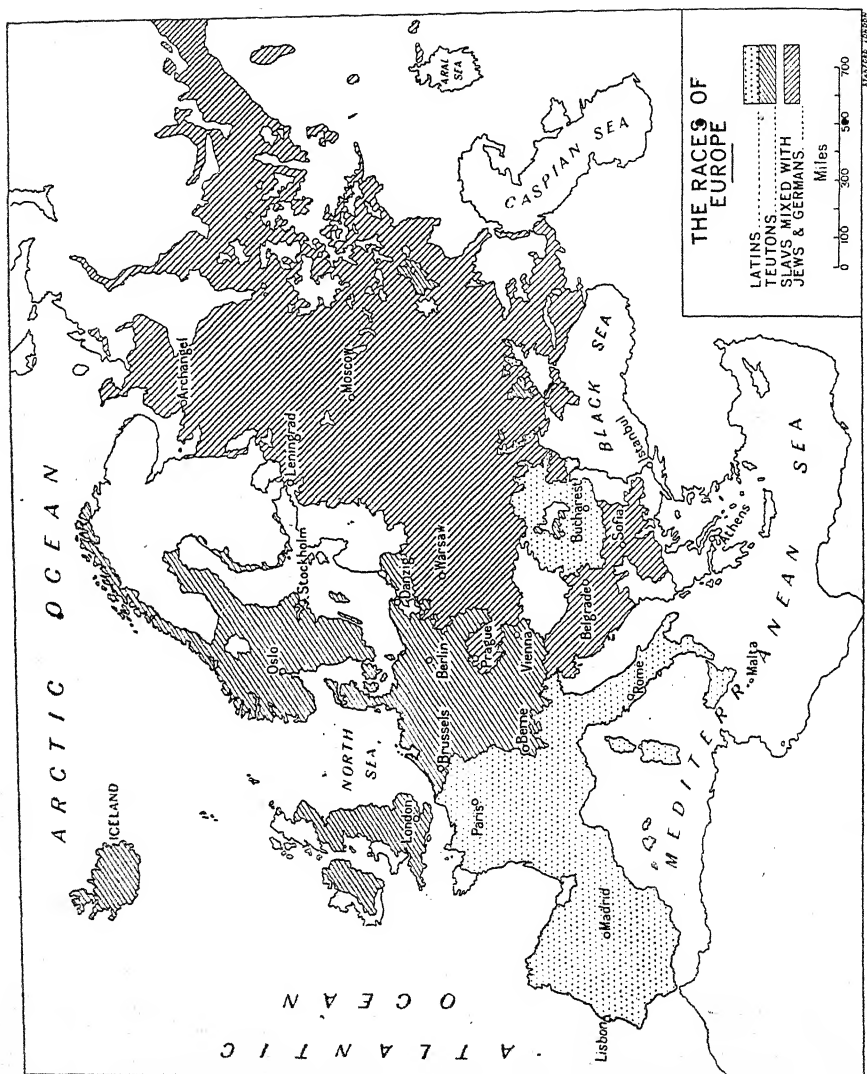 ARCTIC OCEAN
ICELAND
ATLANTIC
OCEAN
NORTH
SEA
Oslo
Stockholm
Leningrad
Archangel
Moscow
London
Brussels
Berlin
Danzig
Warsaw
Prague
Paris
Berne
Vienna
Belgrade
Bucharest
Sofia
Istanbul
Athens
Rome
Malta
Madrid
Lisbon
BLACK SEA
CASPIAN SEA
ARAL
SEA
MEDITERRANEAN SEA
THE RACES OF
EUROPE
LATINS
TEUTONS
SLAVS MIXED WITH
JEWS & GERMANS
0 100 300 500 700
Miles